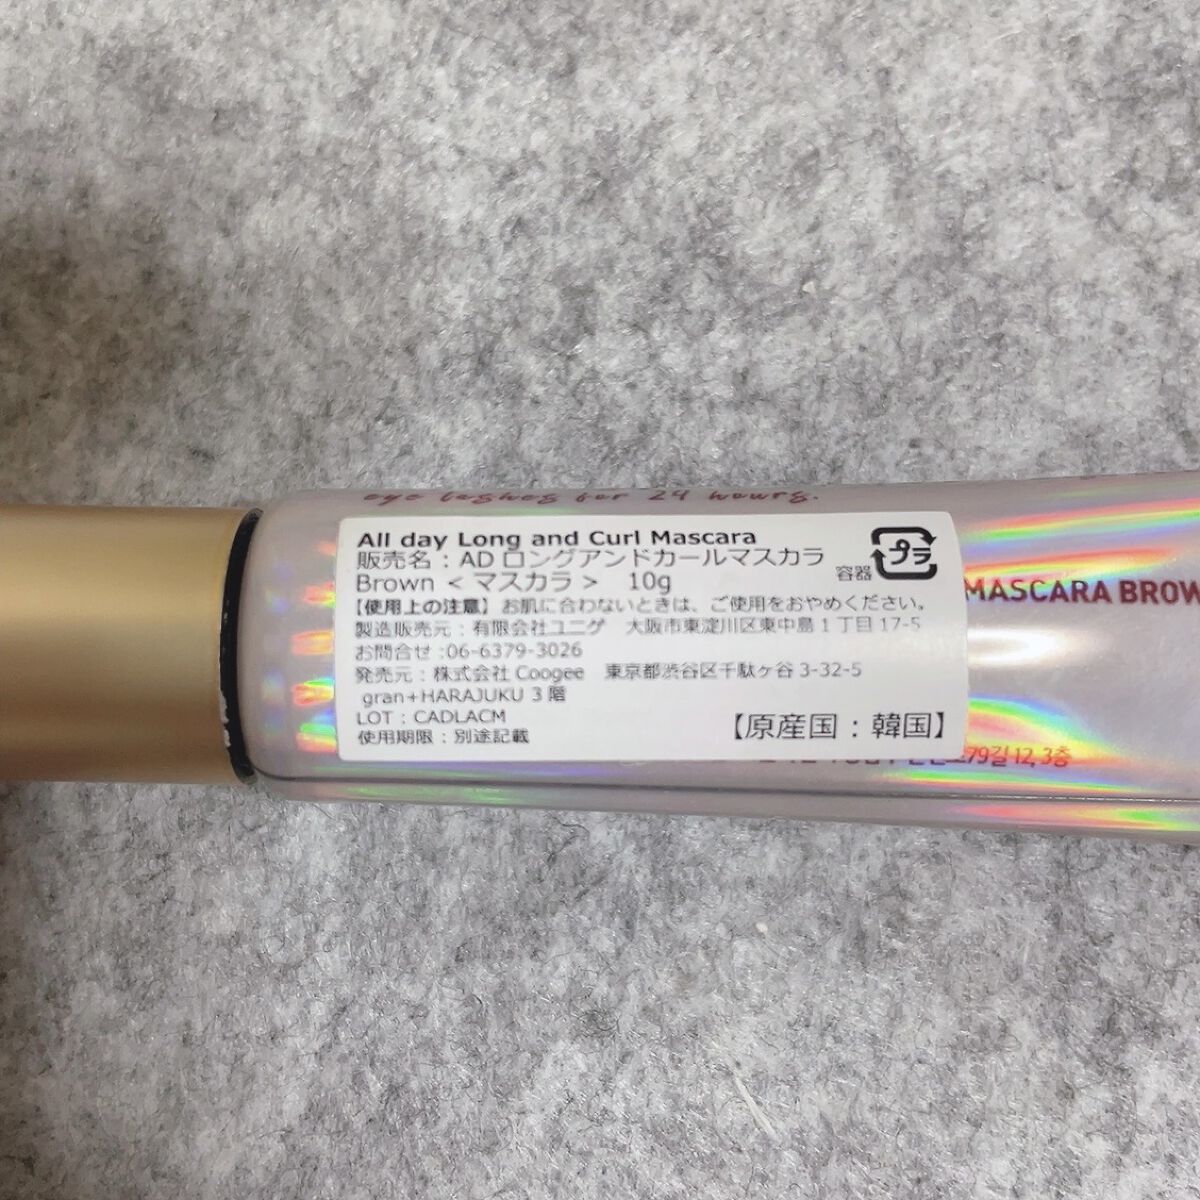 eye lashes for 24 hours.
All day Long and Curl Mascara
販売名：AD ロングアンドカールマスカラ
Brown ＜マスカラ＞ 10g
容器 プラ
【使用上の注意】お肌に合わないときは、ご使用をおやめください。
製造販売元：有限会社ユニゲ 大阪市東淀川区東中島1丁目17-5
お問合せ:06-6379-3026
発売元：株式会社Coogee 東京都渋谷区千駄ヶ谷3-32-5
gran+HARAJUKU 3階
LOT：CADLACM
使用期限：別途記載
【原産国：韓国】
MASCARA BROW
79길 12, 3층